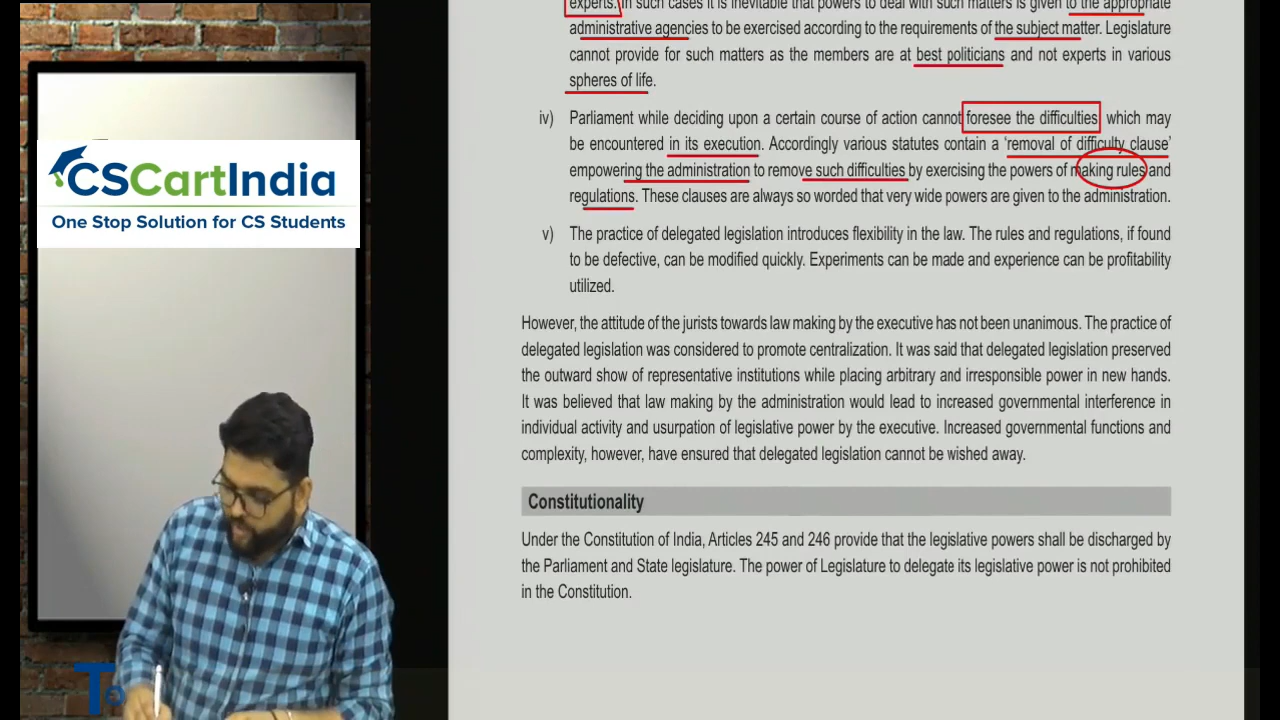 experts. In such cases it is inevitable that powers to deal with such matters is given to the appropriate
administrative agencies to be exercised according to the requirements of the subject matter. Legislature
cannot provide for such matters as the members are at best politicians and not experts in various
spheres of life.
iv) Parliament while deciding upon a certain course of action cannot foresee the difficulties, which may
be encountered in its execution. Accordingly various statutes contain a ‘removal of difficulty clause’
empowering the administration to remove such difficulties by exercising the powers of making rules and
regulations. These clauses are always so worded that very wide powers are given to the administration.
v) The practice of delegated legislation introduces flexibility in the law. The rules and regulations, if found
to be defective, can be modified quickly. Experiments can be made and experience can be profitability
utilized.
However, the attitude of the jurists towards law making by the executive has not been unanimous. The practice of
delegated legislation was considered to promote centralization. It was said that delegated legislation preserved
the outward show of representative institutions while placing arbitrary and irresponsible power in new hands.
It was believed that law making by the administration would lead to increased governmental interference in
individual activity and usurpation of legislative power by the executive. Increased governmental functions and
complexity, however, have ensured that delegated legislation cannot be wished away.
Constitutionality
Under the Constitution of India, Articles 245 and 246 provide that the legislative powers shall be discharged by
the Parliament and State legislature. The power of Legislature to delegate its legislative power is not prohibited
in the Constitution.
CSCartIndia
One Stop Solution for CS Students